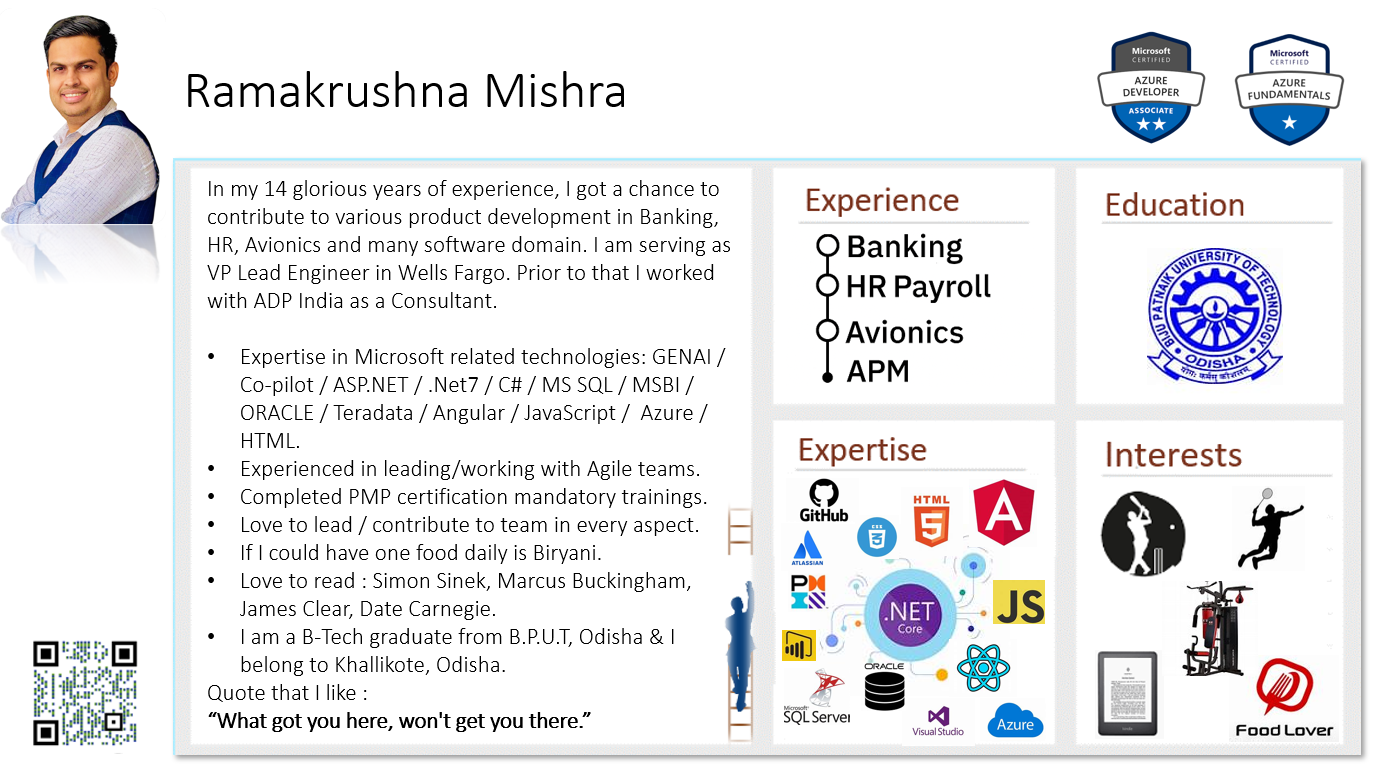 Ramakrushna Mishra
Microsoft
CERTIFIED
AZURE
DEVELOPER
ASSOCIATE
Microsoft
CERTIFIED
AZURE
FUNDAMENTALS
In my 14 glorious years of experience, I got a chance to
contribute to various product development in Banking,
HR, Avionics and many software domain. I am serving as
VP Lead Engineer in Wells Fargo. Prior to that I worked
with ADP India as a Consultant.
• Expertise in Microsoft related technologies: GENAI /
Co-pilot / ASP.NET / .Net7 / C# / MS SQL / MSBI /
ORACLE / Teradata / Angular / JavaScript /  Azure /
HTML.
• Experienced in leading/working with Agile teams.
• Completed PMP certification mandatory trainings.
• Love to lead / contribute to team in every aspect.
• If I could have one food daily is Biryani.
• Love to read : Simon Sinek, Marcus Buckingham,
James Clear, Date Carnegie.
• I am a B-Tech graduate from B.P.U.T, Odisha & I
belong to Khallikote, Odisha.
Quote that I like :
“What got you here, won't get you there.”
Experience
Banking
HR Payroll
Avionics
APM
Education
BIJU PATNAIK UNIVERSITY OF TECHNOLOGY
ODISHA
योगः कर्मसु कौशलम्
Expertise
GitHub
CSS
3
HTML
5
A
ATLASSIAN
PM
I
.NET
Core
JS
ORACLE
Microsoft
SQL Server
Visual Studio
Azure
Interests
Food Lover